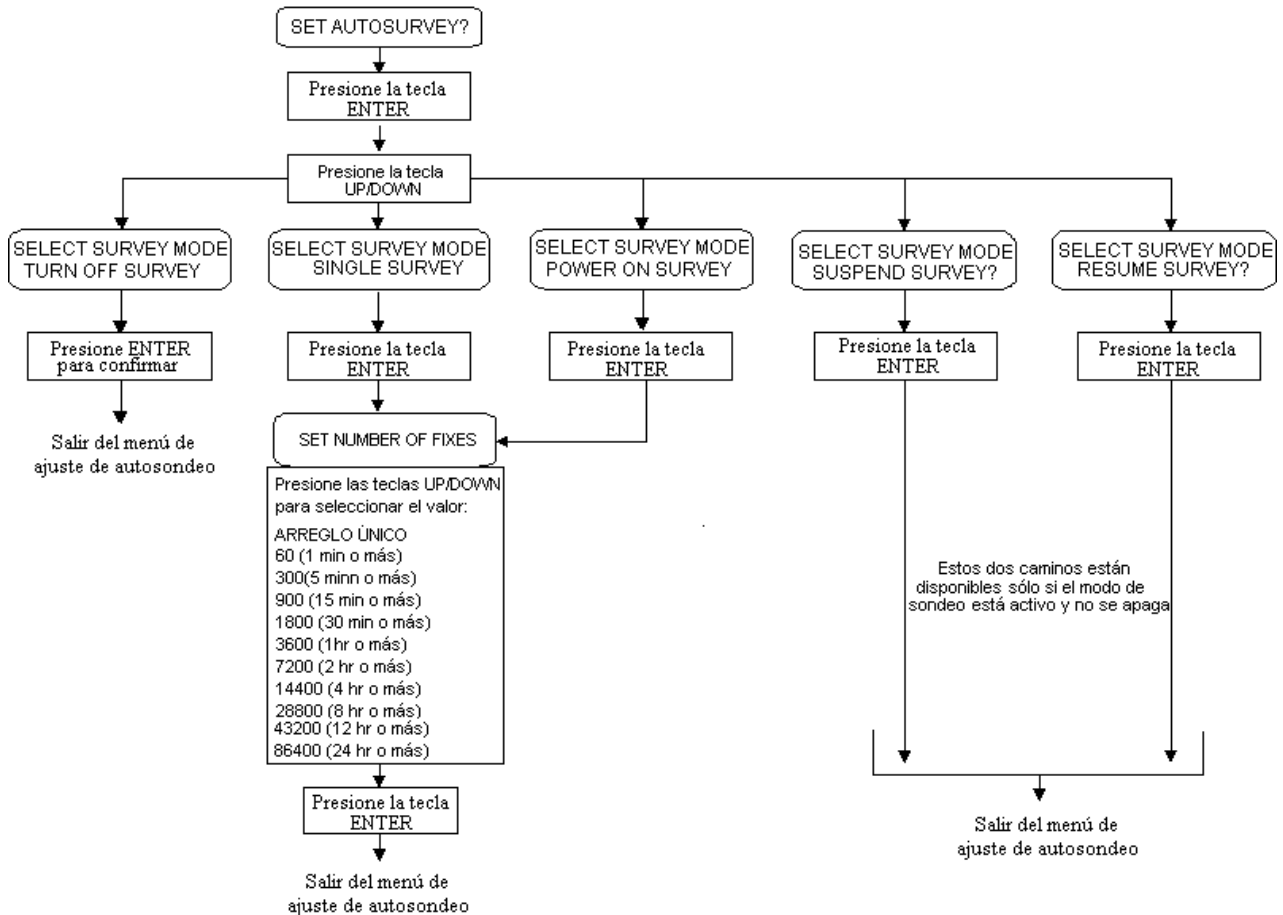 SET AUTOSURVEY?
Presione la tecla
ENTER
Presione la tecla
UP/DOWN
SELECT SURVEY MODE
TURN OFF SURVEY
SELECT SURVEY MODE
SINGLE SURVEY
SELECT SURVEY MODE
POWER ON SURVEY
SELECT SURVEY MODE
SUSPEND SURVEY?
SELECT SURVEY MODE
RESUME SURVEY?
Presione ENTER
para confirmar
Presione la tecla
ENTER
Presione la tecla
ENTER
Presione la tecla
ENTER
Presione la tecla
ENTER
Salir del menú de
ajuste de autosondeo
SET NUMBER OF FIXES
Presione las teclas UP/DOWN
para seleccionar el valor:
ARREGLO ÚNICO
60 (1 min o más)
300(5 minn o más)
900 (15 min o más)
1800 (30 min o más)
3600 (1hr o más)
7200 (2 hr o más)
14400 (4 hr o más)
28800 (8 hr o más)
43200 (12 hr o más)
86400 (24 hr o más)
Estos dos caminos están
disponibles sólo si el modo de
sondeo está activo y no se apaga
Presione la tecla
ENTER
Salir del menú de
ajuste de autosondeo
Salir del menú de
ajuste de autosondeo